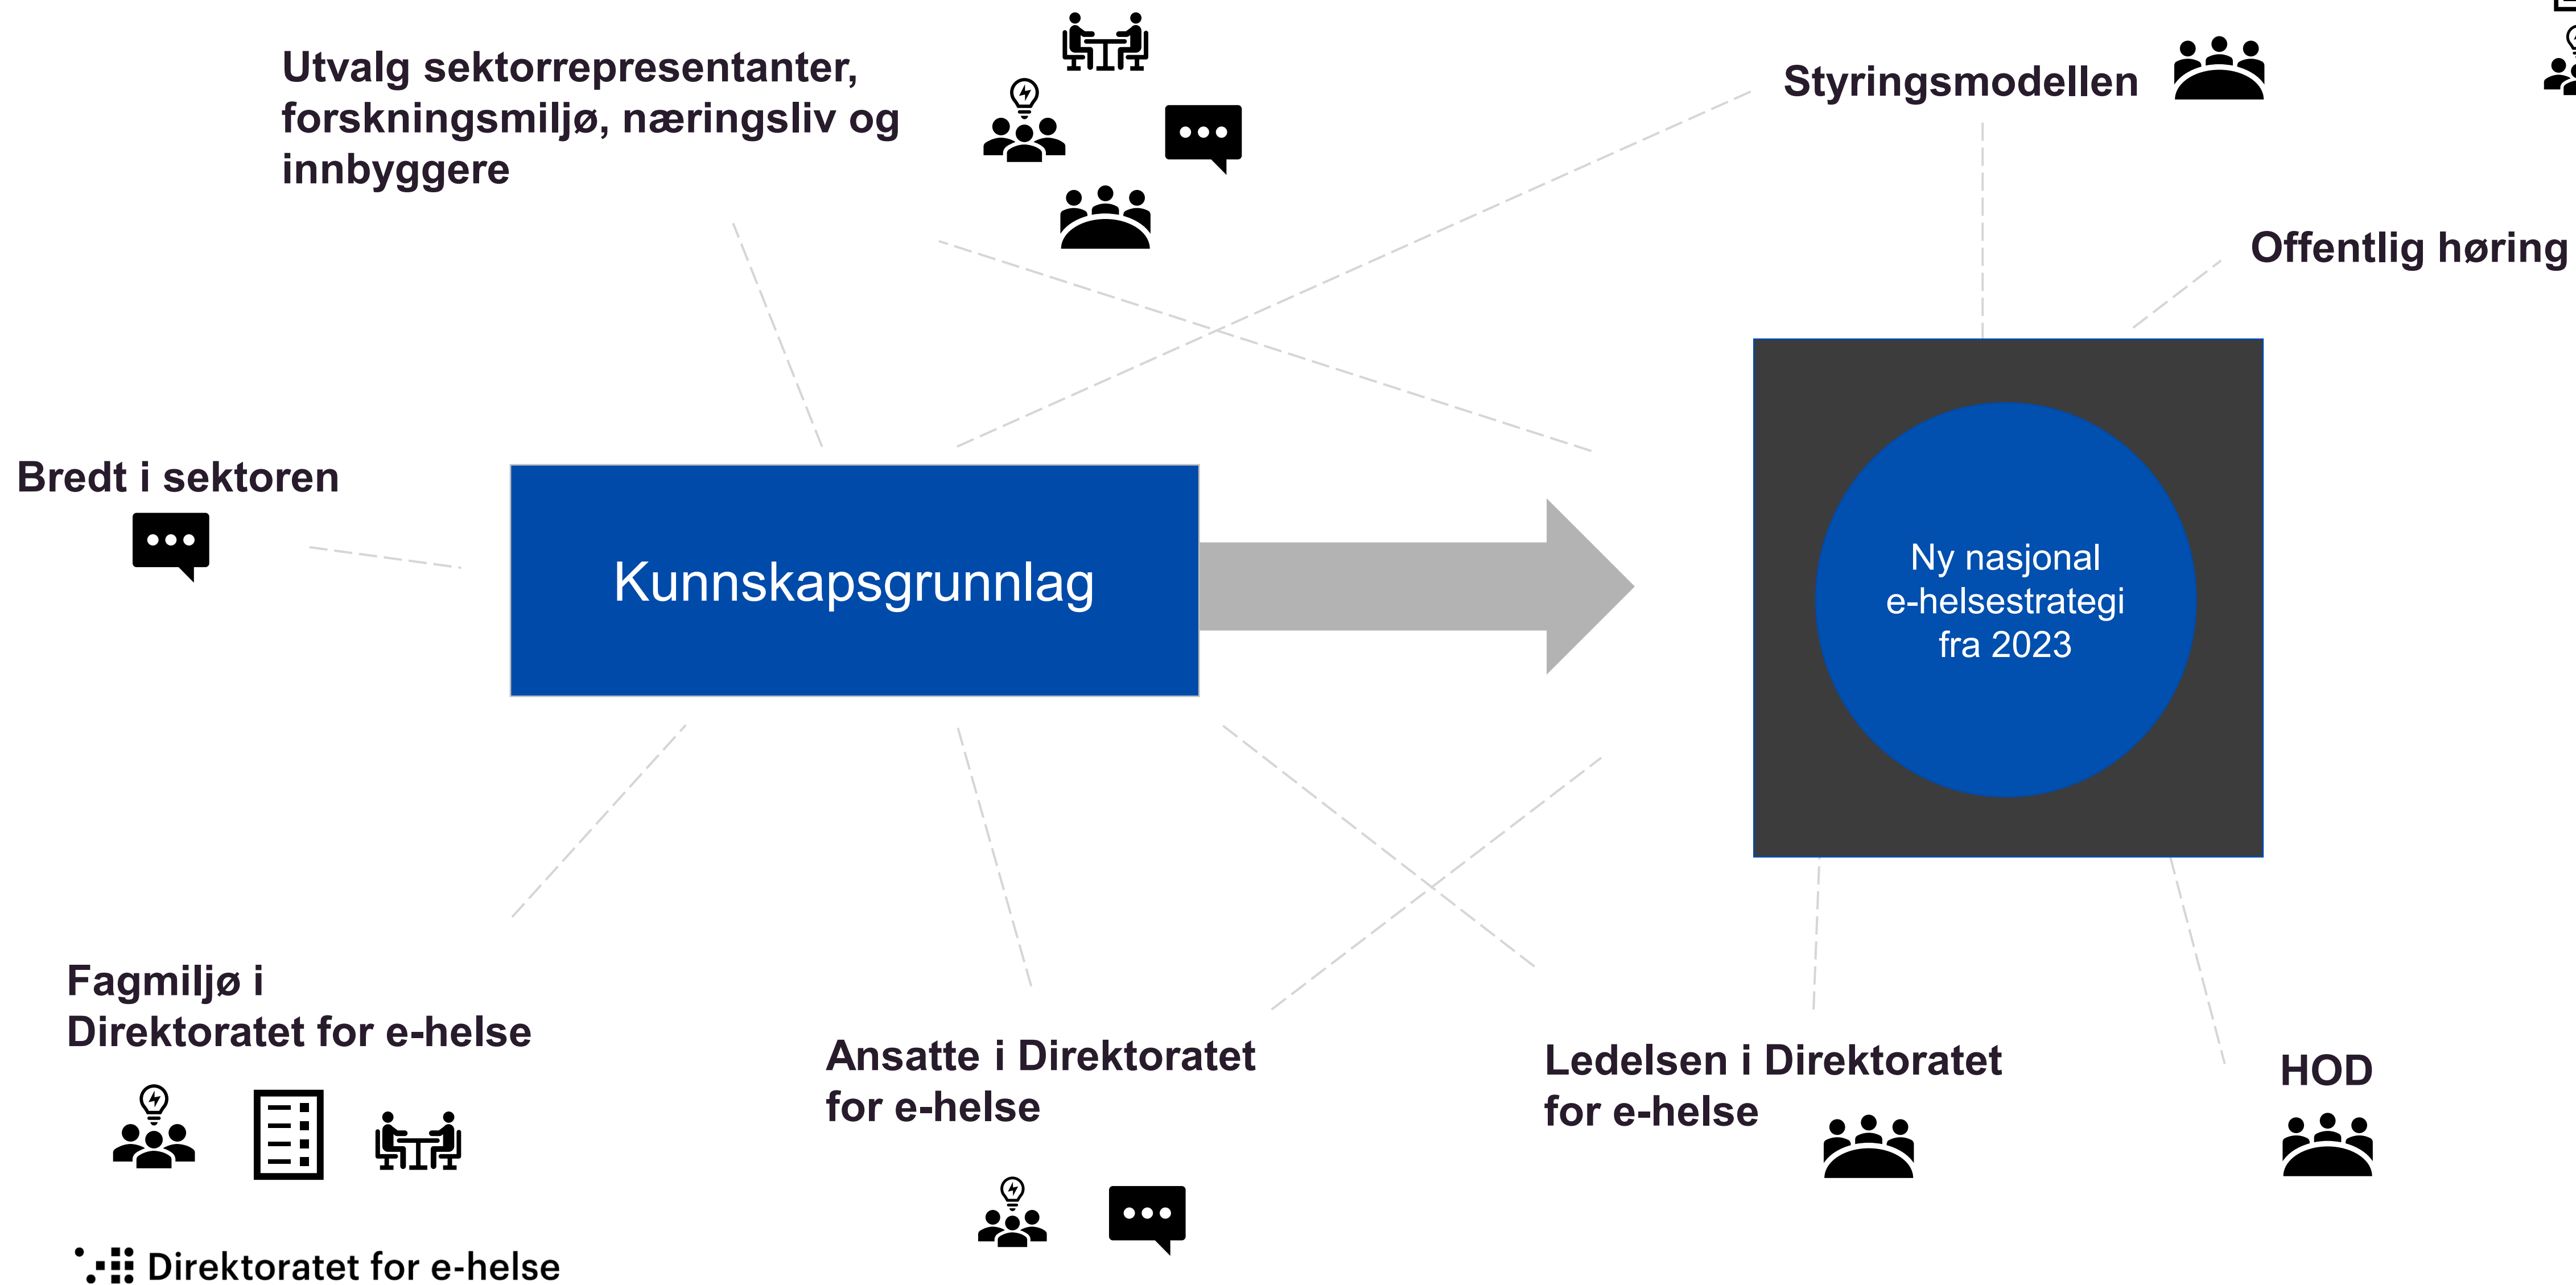 Utvalg sektorrepresentanter,
forskningsmiljø, næringsliv og
innbyggere
Styringsmodellen
Offentlig høring
Bredt i sektoren
Kunnskapsgrunnlag
Ny nasjonal
e-helsestrategi
fra 2023
Fagmiljø i
Direktoratet for e-helse
Ansatte i Direktoratet
for e-helse
Ledelsen i Direktoratet
for e-helse
HOD
Direktoratet for e-helse